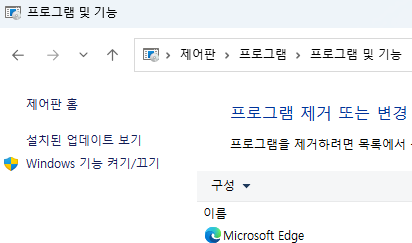 프로그램 및 기능
제어판 프로그램 프로그램 및 기능
제어판 홈
설치된 업데이트 보기
Windows 기능 켜기/끄기
프로그램 제거 또는 변경
프로그램을 제거하려면 목록에서
구성
이름
Microsoft Edge